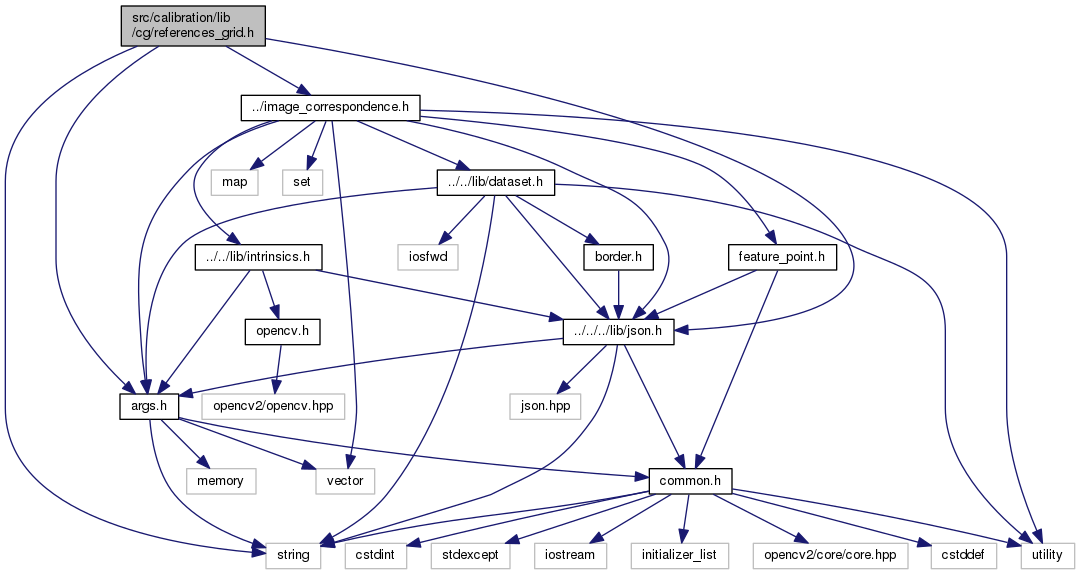 src/calibration/lib
/cg/references_grid.h
../image_correspondence.h
map
set
../../lib/dataset.h
../../lib/intrinsics.h
iosfwd
border.h
feature_point.h
opencv.h
../../../lib/json.h
args.h
opencv2/opencv.hpp
json.hpp
memory
vector
common.h
string
cstdint
stdexcept
iostream
initializer_list
opencv2/core/core.hpp
cstddef
utility